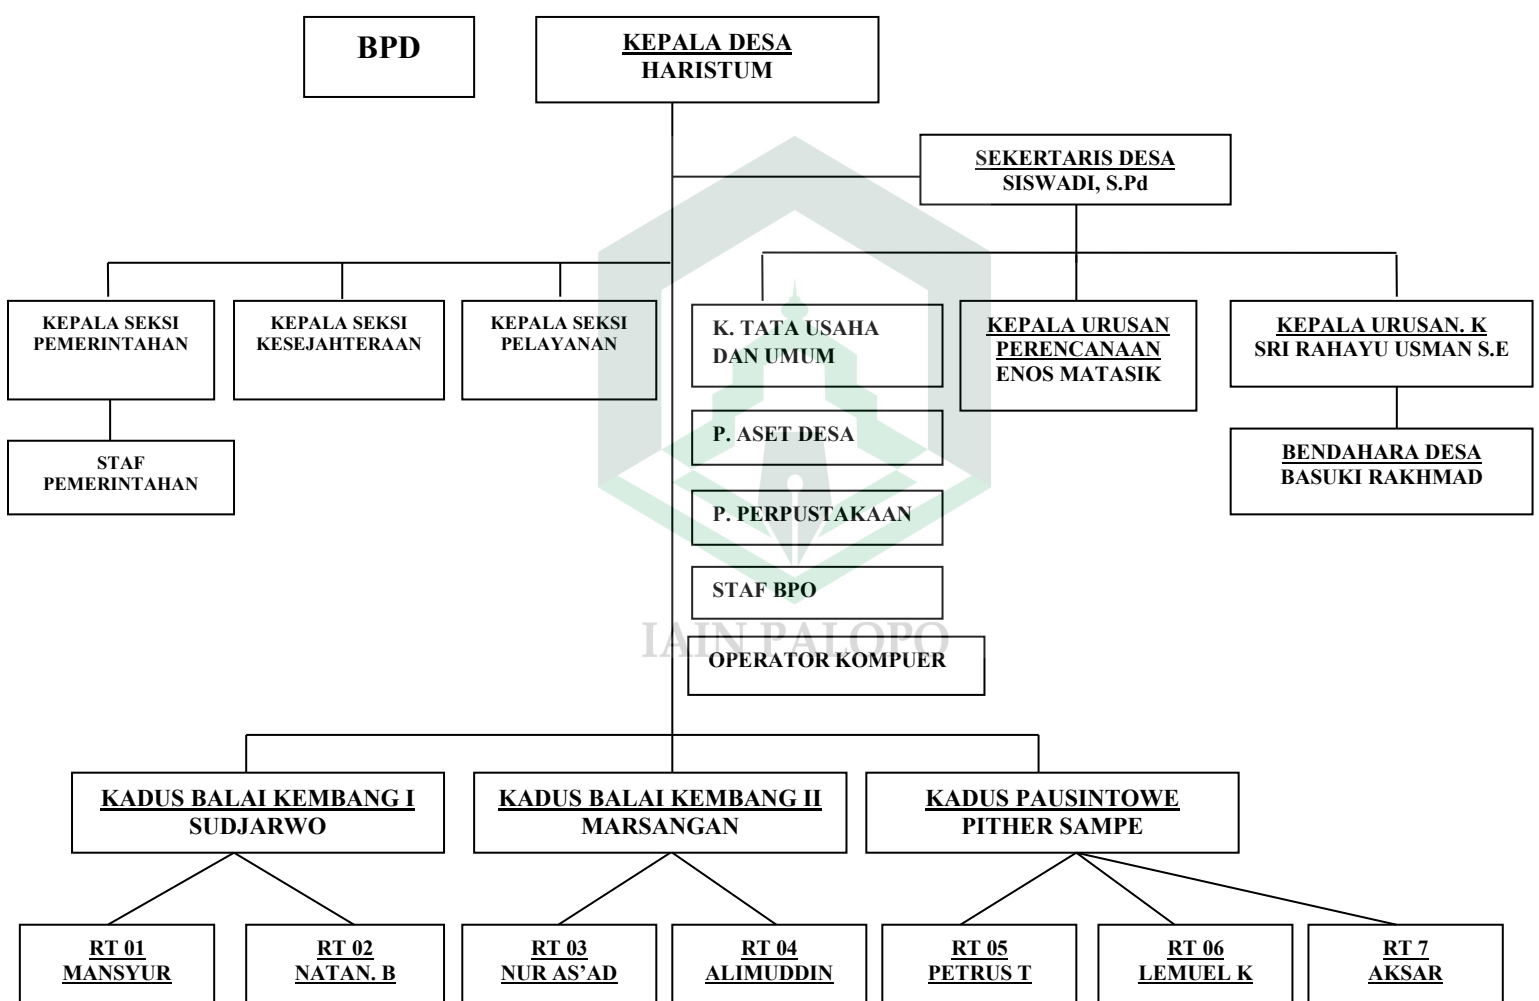 BPD
KEPALA DESA
HARISTUM
SEKERTARIS DESA
SISWADI, S.Pd
KEPALA SEKSI
PEMERINTAHAN
KEPALA SEKSI
KESEJAHTERAAN
KEPALA SEKSI
PELAYANAN
K. TATA USAHA
DAN UMUM
KEPALA URUSAN
PERENCANAAN
ENOS MATASIK
KEPALA URUSAN. K
SRI RAHAYU USMAN S.E
STAF
PEMERINTAHAN
P. ASET DESA
BENDAHARA DESA
BASUKI RAKHMAD
P. PERPUSTAKAAN
STAF BPO
IAIN PALOPO
OPERATOR KOMPUER
KADUS BALAI KEMBANG I
SUDJARWO
KADUS BALAI KEMBANG II
MARSANGAN
KADUS PAUSINTOWE
PITHER SAMPE
RT 01
MANSYUR
RT 02
NATAN. B
RT 03
NUR AS’AD
RT 04
ALIMUDDIN
RT 05
PETRUS T
RT 06
LEMUEL K
RT 7
AKSAR